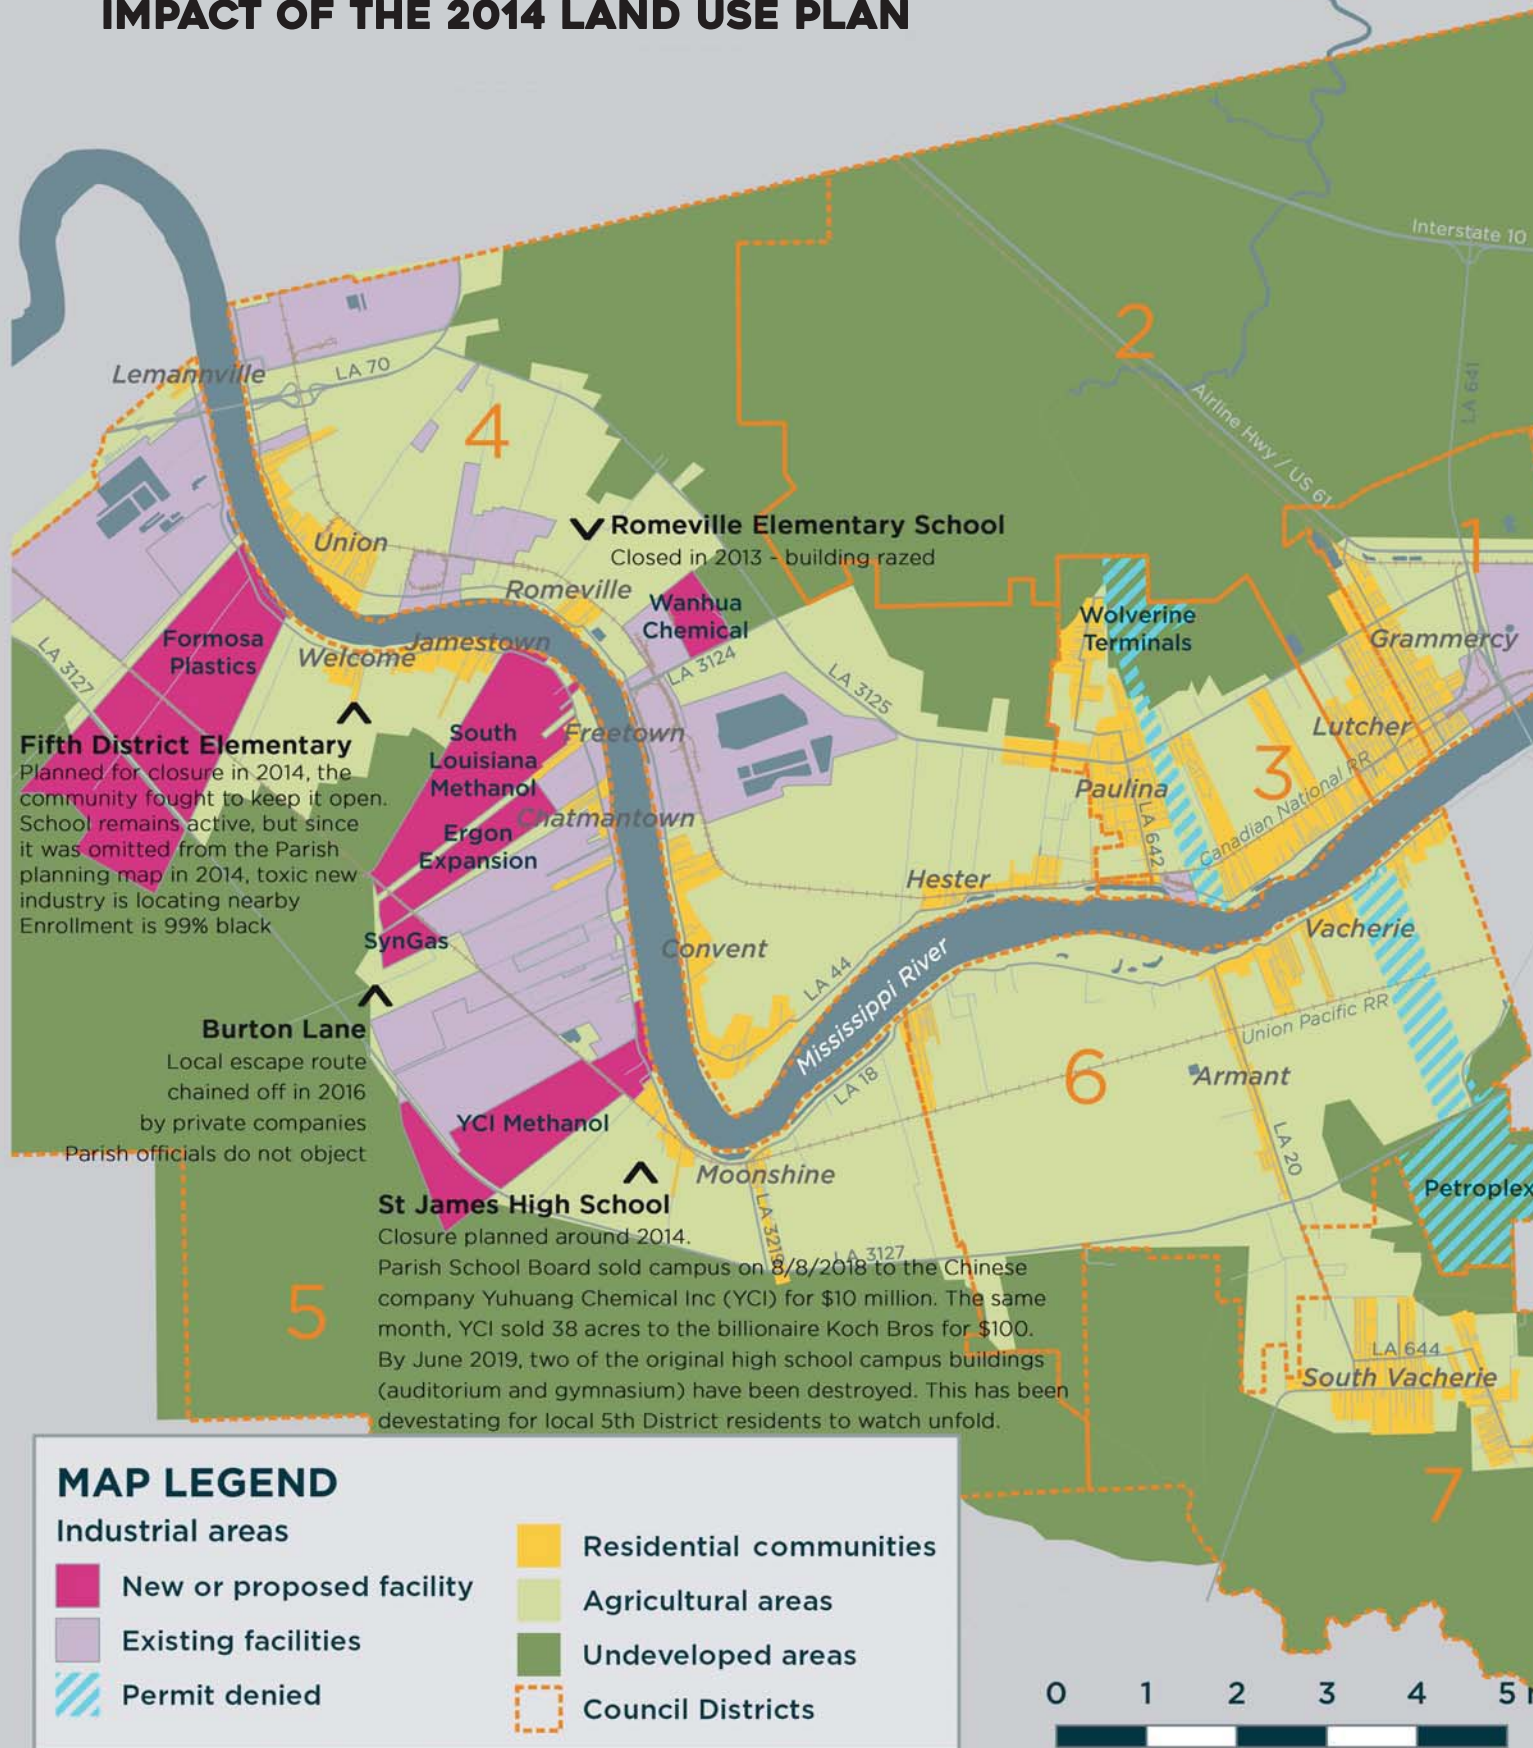 IMPACT OF THE 2014 LAND USE PLAN
Interstate 10
2
Lemannville
LA 70
LA 641
Airline Hwy / US 61
4
Romeville Elementary School
Closed in 2013 - building razed
1
Union
Romeville
Wanhua
Chemical
Wolverine
Terminals
Formosa
Plastics
Jamestown
Welcome
Grammercy
LA 3127
LA 3124
LA 3125
Lutcher
South
Louisiana
Methanol
Freetown
Fifth District Elementary
Planned for closure in 2014, the
community fought to keep it open.
School remains active, but since
it was omitted from the Parish
planning map in 2014, toxic new
industry is locating nearby
Enrollment is 99% black
3
Paulina
LA 642
Canadian National RR
Chatmantown
Ergon
Expansion
Hester
SynGas
Convent
Vacherie
LA 44
Mississippi River
LA 18
Union Pacific RR
Burton Lane
Local escape route
chained off in 2016
by private companies
Parish officials do not object
6
Armant
YCI Methanol
LA 20
Moonshine
Petroplex
St James High School
Closure planned around 2014.
Parish School Board sold campus on 8/8/2018 to the Chinese
company Yuhuang Chemical Inc (YCI) for $10 million. The same
month, YCI sold 38 acres to the billionaire Koch Bros for $100.
By June 2019, two of the original high school campus buildings
(auditorium and gymnasium) have been destroyed. This has been
devestating for local 5th District residents to watch unfold.
LA 3219
LA 3127
5
LA 644
South Vacherie
7
MAP LEGEND
Industrial areas
New or proposed facility
Existing facilities
Permit denied
Residential communities
Agricultural areas
Undeveloped areas
Council Districts
0 1 2 3 4 5